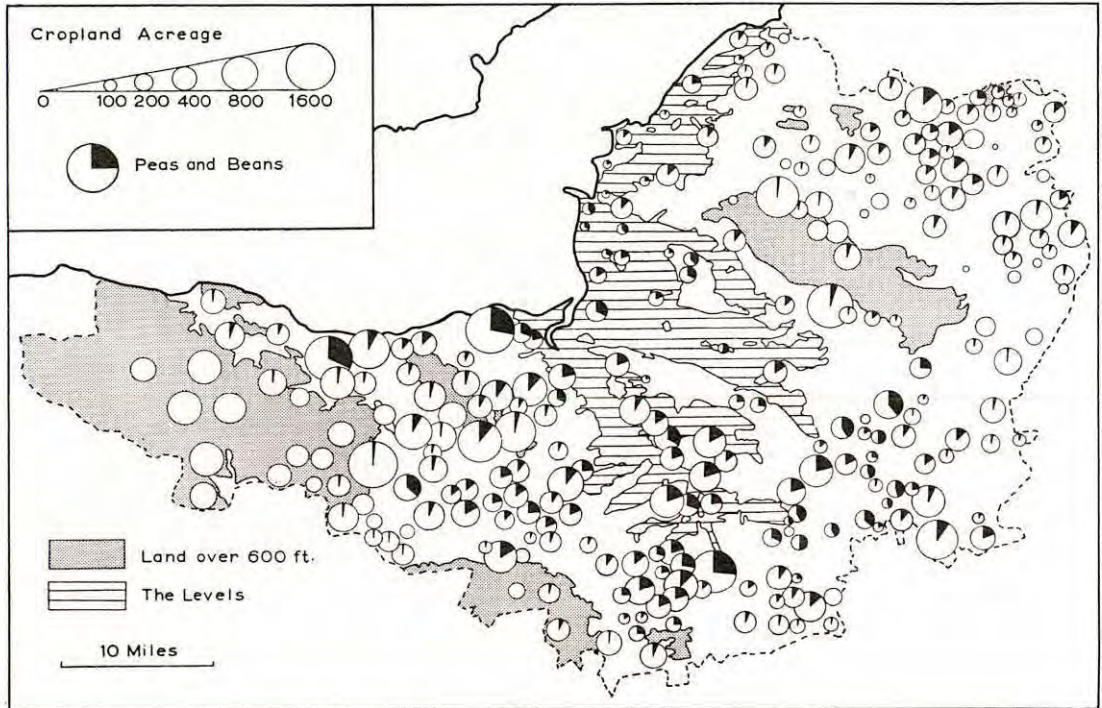 Cropland Acreage
0 100 200 400 800 1600
Peas and Beans
Land over 600 ft.
The Levels
10 Miles